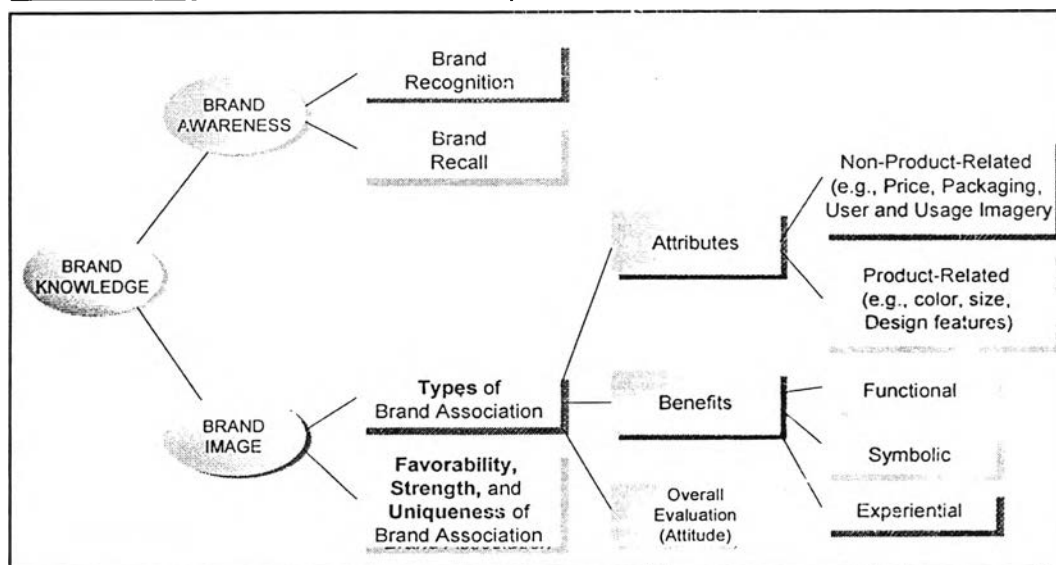 Brand
Recognition
BRAND
AWARENESS
Brand
Recall
Non-Product-Related
(e.g., Price, Packaging,
User and Usage Imagery
Attributes
BRAND
KNOWLEDGE
Product-Related
(e.g., color, size,
Design features)
Types of
Brand Association
Benefits
Functional
BRAND
IMAGE
Symbolic
Favorability,
Strength, and
Uniqueness of
Brand Association
Overall
Evaluation
(Attitude)
Experiential